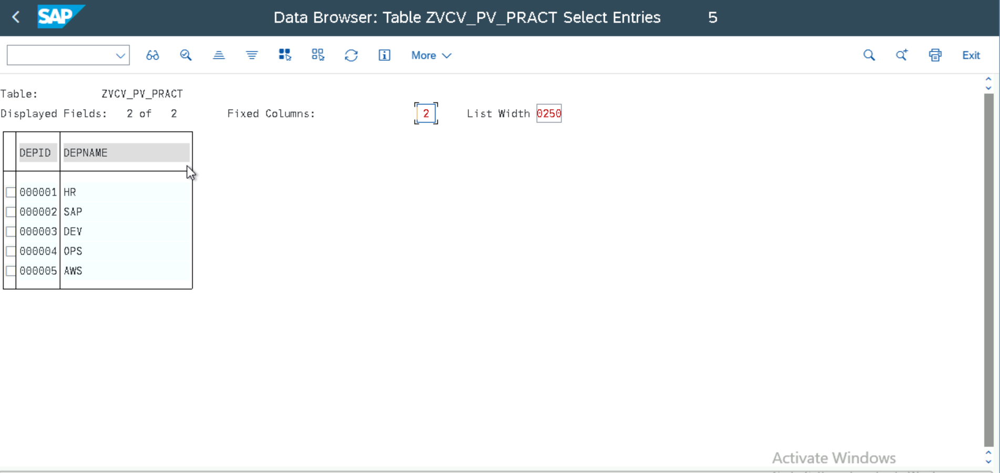 SAP Data Browser: Table ZVCV_PV_PRACT Select Entries 5
More Exit
Table: ZVCV_PV_PRACT
Displayed Fields: 2 of 2 Fixed Columns: 2 List Width 0250
DEPID DEPNAME
000001 HR
000002 SAP
000003 DEV
000004 OPS
000005 AWS
Activate Windows